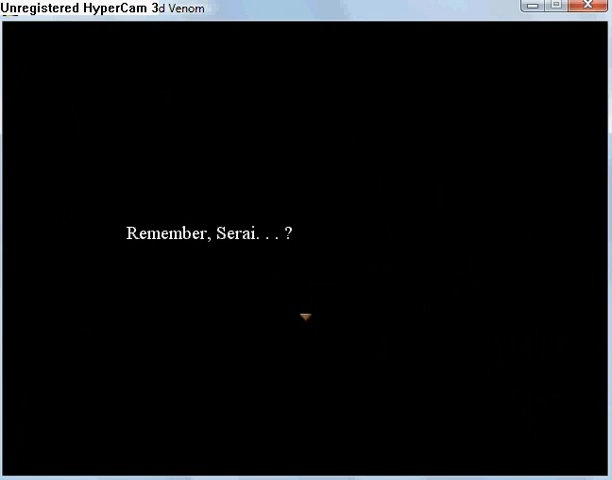 Unregistered HyperCam 3d Venom
Remember, Serai. . . ?